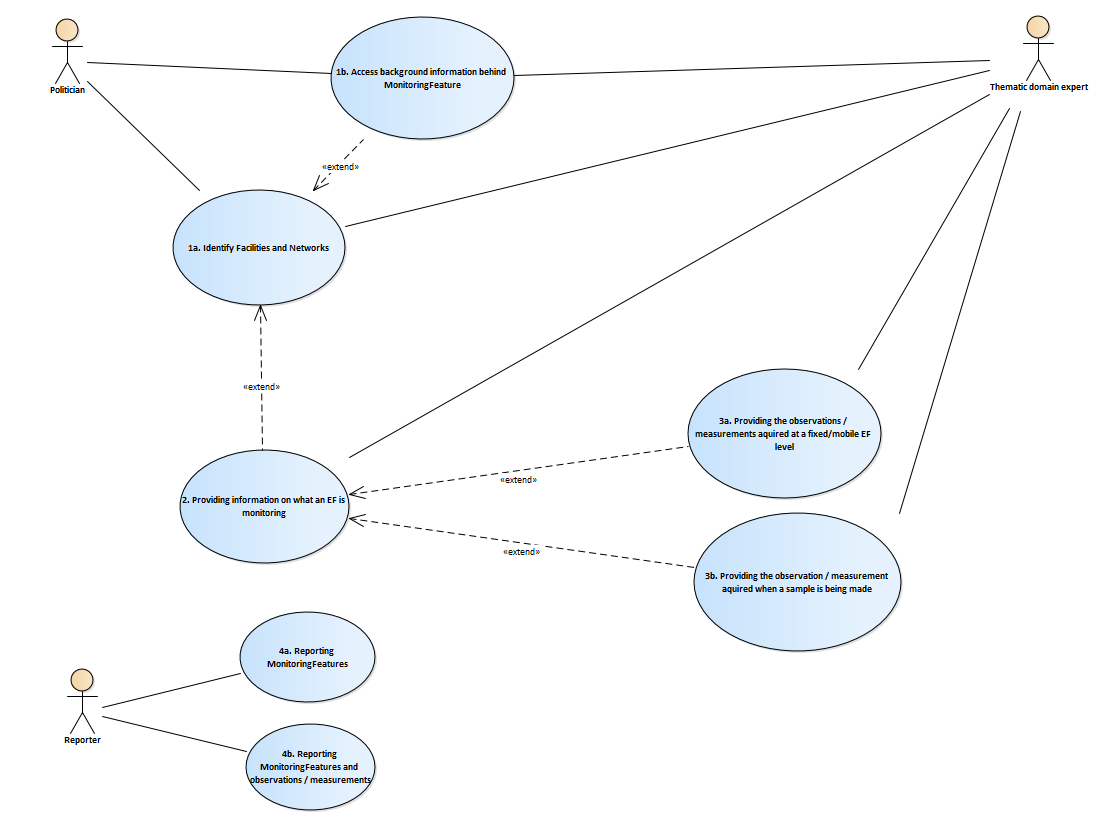 Politician
1b. Access background information behind
MonitoringFeature
Thematic domain expert
«extend»
1a. Identify Facilities and Networks
«extend»
3a. Providing the observations /
measurements aquired at a fixed/mobile EF
level
«extend»
2. Providing information on what an EF is
monitoring
«extend»
3b. Providing the observation / measurement
aquired when a sample is being made
4a. Reporting
MonitoringFeatures
Reporter
4b. Reporting
MonitoringFeatures and
observations / measurements